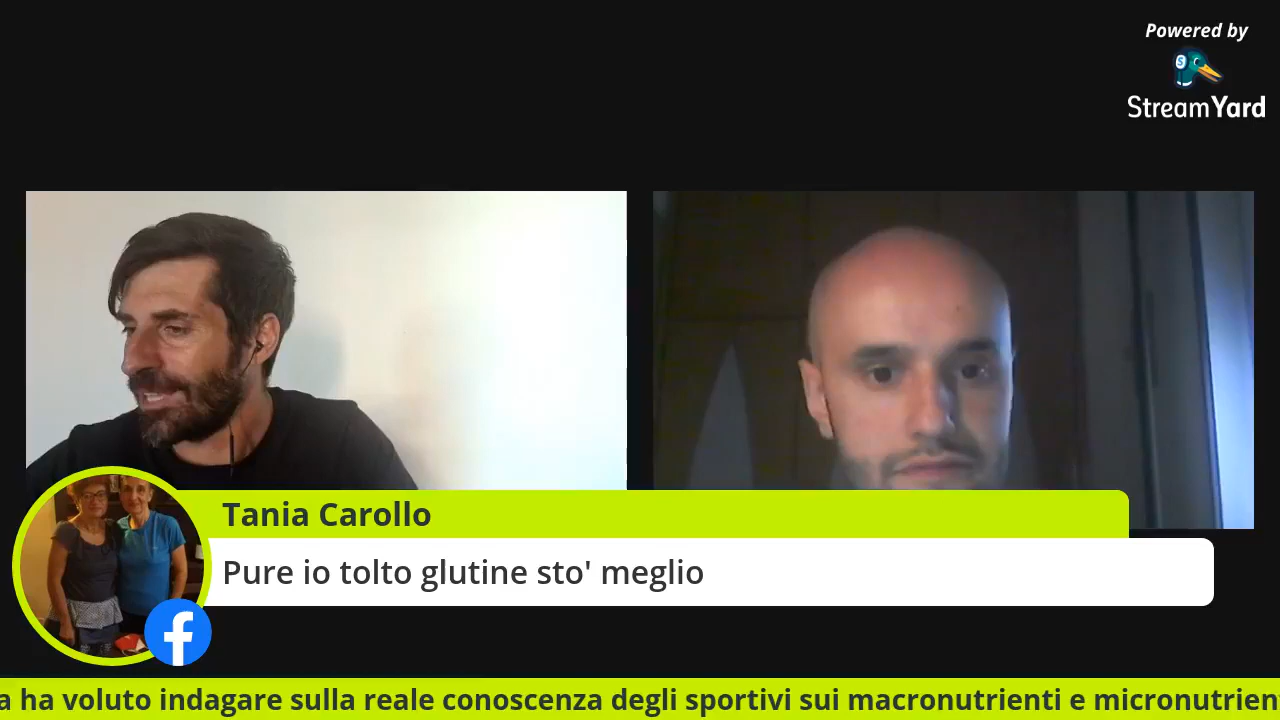 Powered by
StreamYard
Tania Carollo
Pure io tolto glutine sto' meglio
a ha voluto indagare sulla reale conoscenza degli sportivi sui macronutrienti e micronutrien